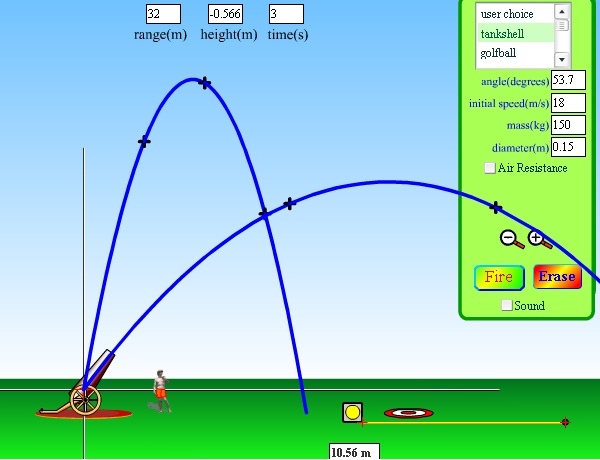 32 -0.566 3
range(m) height(m) time(s)
user choice
tankshell
golfball
angle(degrees) 53.7
initial speed(m/s) 18
mass(kg) 150
diameter(m) 0.15
Air Resistance
Fire Erase
Sound
10.56 m